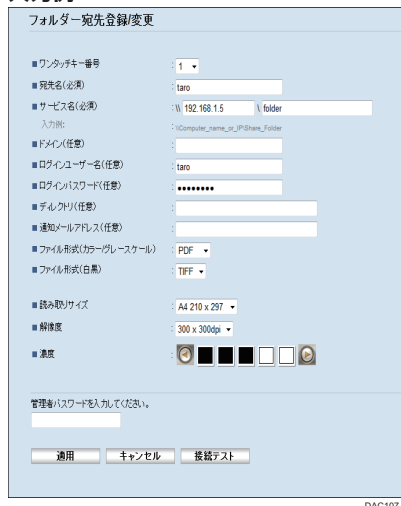 フォルダー宛先登録/変更
■ワンタッチキー番号 : 1
■宛先名(必須) : taro
■サービス名(必須) : \\ 192.168.1.5 \ folder
入力例: : \\Computer_name_or_IP\Share_Folder
■ドメイン(任意) :
■ログインユーザー名(任意) : taro
■ログインパスワード(任意) : ••••••••
■ディレクトリ(任意) :
■通知メールアドレス(任意) :
■ファイル形式(カラー/グレースケール) : PDF
■ファイル形式(白黒) : TIFF
■読み取りサイズ : A4 210 x 297
■解像度 : 300 x 300dpi
■濃度 :
管理者パスワードを入力してください。
適用 キャンセル 接続テスト